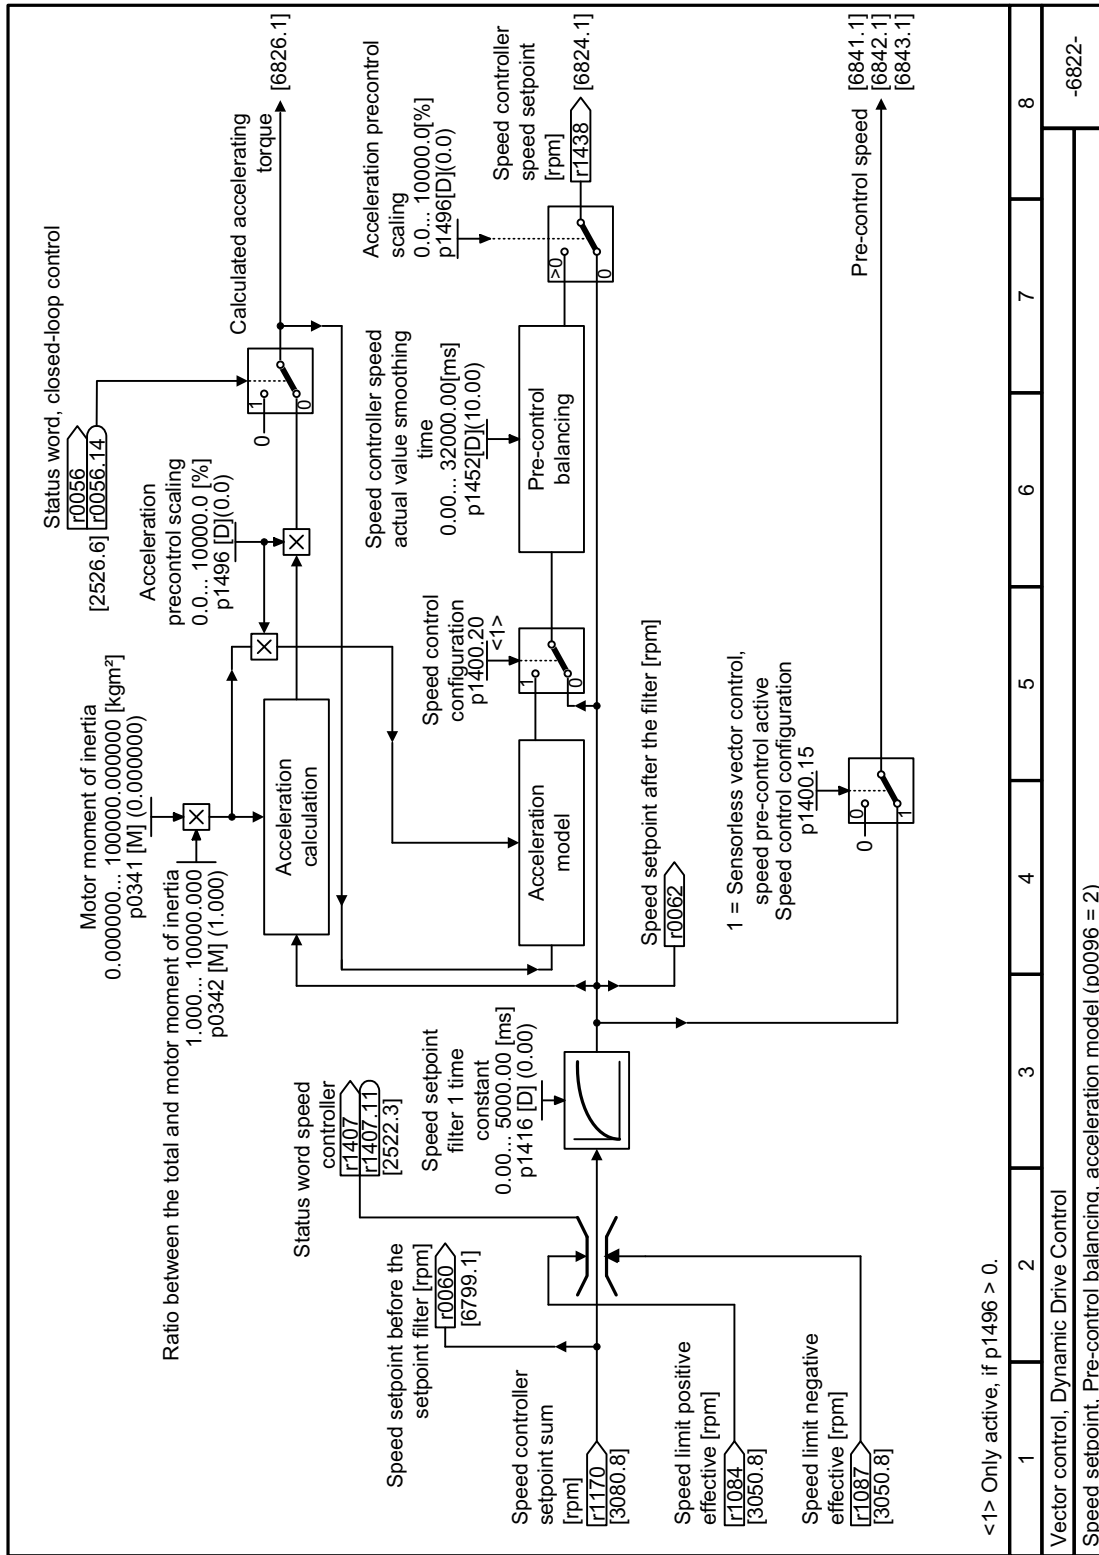 Status word, closed-loop control
r0056
[2526.6] r0056.14
Motor moment of inertia
0.000000... 100000.000000 [kgm²]
p0341 [M] (0.000000)
Ratio between the total and motor moment of inertia
1.000... 10000.000
p0342 [M] (1.000)
Acceleration
precontrol scaling
0.0... 10000.0 [%]
p1496 [D](0.0)
Calculated accelerating
torque
[6826.1]
0
1
0
Acceleration
calculation
Status word speed
controller
r1407
r1407.11
[2522.3]
Speed setpoint before the
setpoint filter [rpm]
r0060
[6799.1]
Speed setpoint
filter 1 time
constant
0.00... 5000.00 [ms]
p1416 [D] (0.00)
Speed control
configuration
p1400.20
<1>
1
0
Speed controller speed
actual value smoothing
time
0.00... 32000.00[ms]
p1452[D](10.00)
Acceleration precontrol
scaling
0.0... 10000.0[%]
p1496[D](0.0)
Speed controller
speed setpoint
[rpm]
r1438
[6824.1]
Acceleration
model
Pre-control
balancing
>0
0
Speed controller
setpoint sum
[rpm]
r1170
[3080.8]
Speed setpoint after the filter [rpm]
r0062
Speed limit positive
effective [rpm]
r1084
[3050.8]
1 = Sensorless vector control,
speed pre-control active
Speed control configuration
p1400.15
0
0
1
Speed limit negative
effective [rpm]
r1087
[3050.8]
Pre-control speed
[6841.1]
[6842.1]
[6843.1]
<1> Only active, if p1496 > 0.
1 2 3 4 5 6 7 8
Vector control, Dynamic Drive Control
-6822-
Speed setpoint, Pre-control balancing, acceleration model (p0096 = 2)